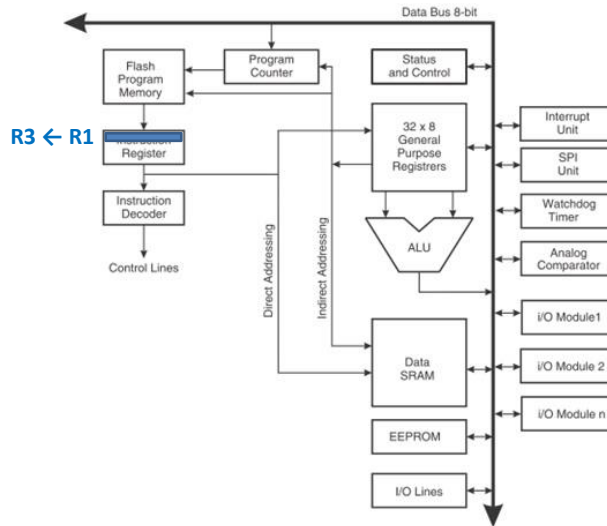 Data Bus 8-bit
Flash
Program
Memory
Program
Counter
Status
and Control
R3 ← R1
Register
32 x 8
General
Purpose
Registrers
Interrupt
Unit
SPI
Unit
Instruction
Decoder
Watchdog
Timer
ALU
Analog
Comparator
Control Lines
Direct Addressing
Indirect Addressing
i/O Module1
Data
SRAM
i/O Module 2
i/O Module n
EEPROM
I/O Lines